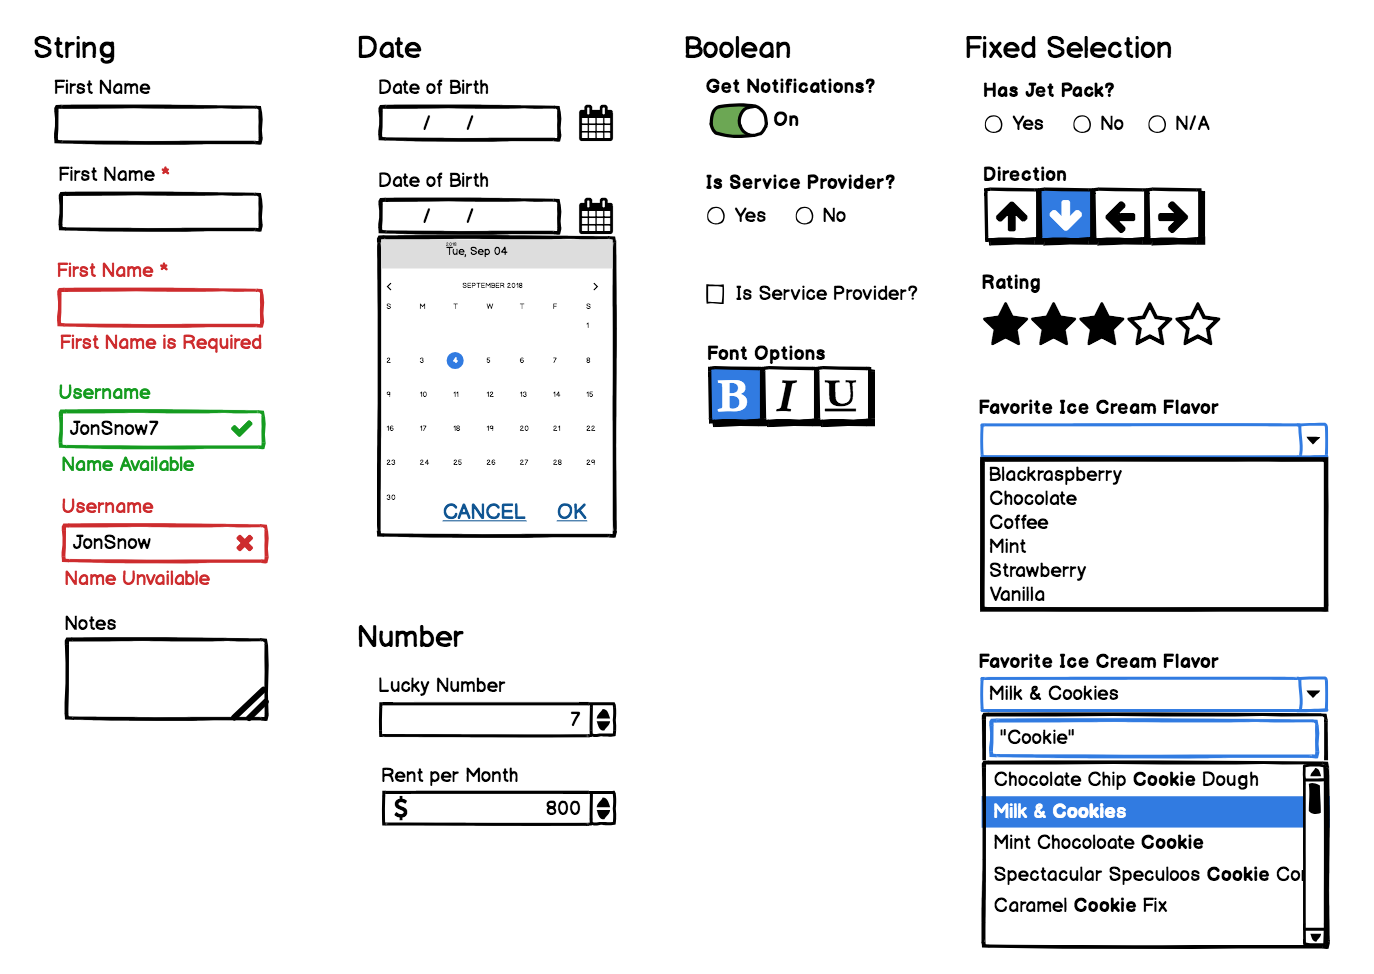 String
First Name
First Name *
First Name *
First Name is Required
Username
JonSnow7
Name Available
Username
JonSnow
Name Unvailable
Notes
Date
Date of Birth
/ /
Date of Birth
/ /
2018
Tue, Sep 04
< SEPTEMBER 2018 >
S M T W T F S
1
2 3 4 5 6 7 8
9 10 11 12 13 14 15
16 17 18 19 20 21 22
23 24 25 26 27 28 29
30
CANCEL OK
Number
Lucky Number
7
Rent per Month
$ 800
Boolean
Get Notifications?
On
Is Service Provider?
Yes No
Is Service Provider?
Font Options
B I U
Fixed Selection
Has Jet Pack?
Yes No N/A
Direction
Rating
Favorite Ice Cream Flavor
Blackraspberry
Chocolate
Coffee
Mint
Strawberry
Vanilla
Favorite Ice Cream Flavor
Milk & Cookies
"Cookie"
Chocolate Chip Cookie Dough
Milk & Cookies
Mint Chocoloate Cookie
Spectacular Speculoos Cookie Cor
Caramel Cookie Fix